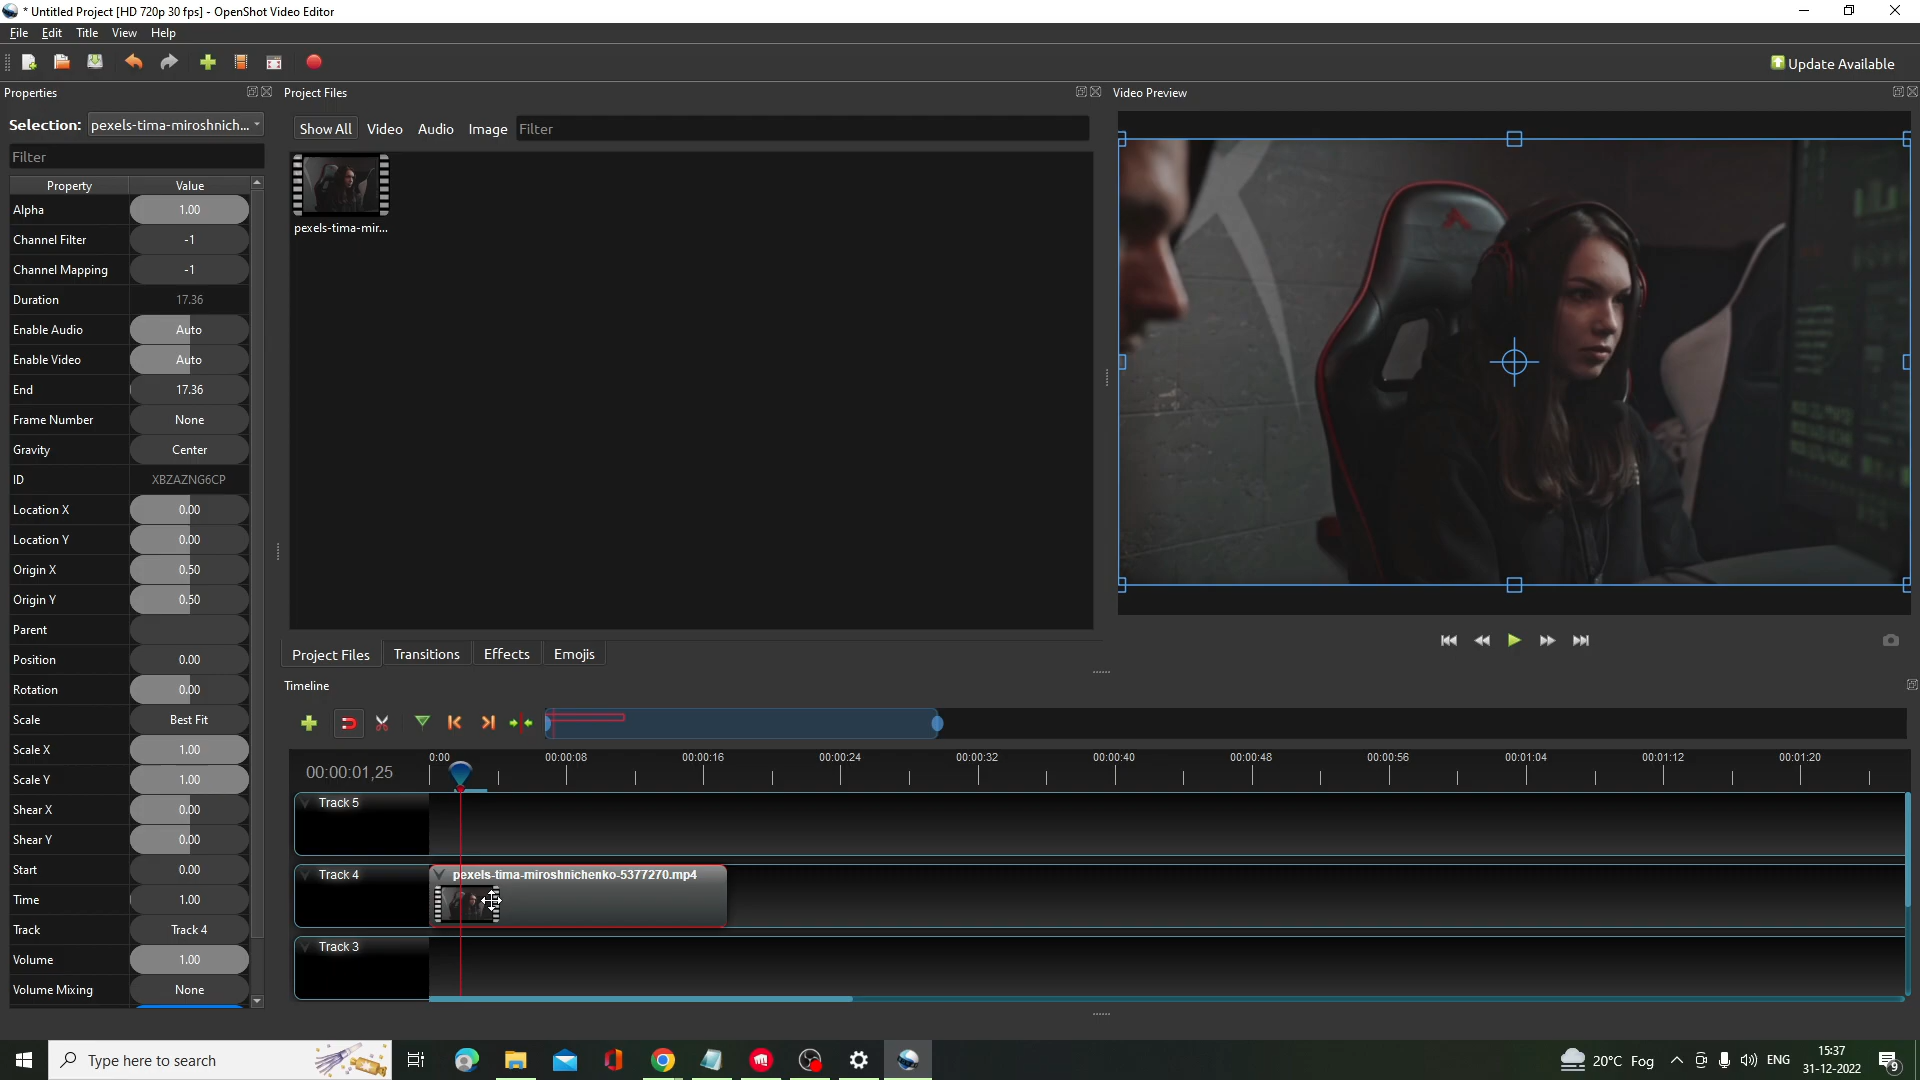 * Untitled Project [HD 720p 30 fps] - OpenShot Video Editor
File Edit Title View Help
Update Available
Properties
Selection: pexels-tima-miroshnich...
Filter
Property Value
Alpha 1.00
Channel Filter -1
Channel Mapping -1
Duration 17.36
Enable Audio Auto
Enable Video Auto
End 17.36
Frame Number None
Gravity Center
ID XBZAZNG6CP
Location X 0.00
Location Y 0.00
Origin X 0.50
Origin Y 0.50
Parent
Position 0.00
Rotation 0.00
Scale Best Fit
Scale X 1.00
Scale Y 1.00
Shear X 0.00
Shear Y 0.00
Start 0.00
Time 1.00
Track Track 4
Volume 1.00
Volume Mixing None
Project Files
Show All Video Audio Image Filter
pexels-tima-mir...
Project Files Transitions Effects Emojis
Video Preview
Timeline
00:00:01,25
0:00 00:00:08 00:00:16 00:00:24 00:00:32 00:00:40 00:00:48 00:00:56 00:01:04 00:01:12 00:01:20
Track 5
Track 4
pexels-tima-miroshnichenko-5377270.mp4
Track 3
Type here to search
20°C Fog
ENG
15:37
31-12-2022
9